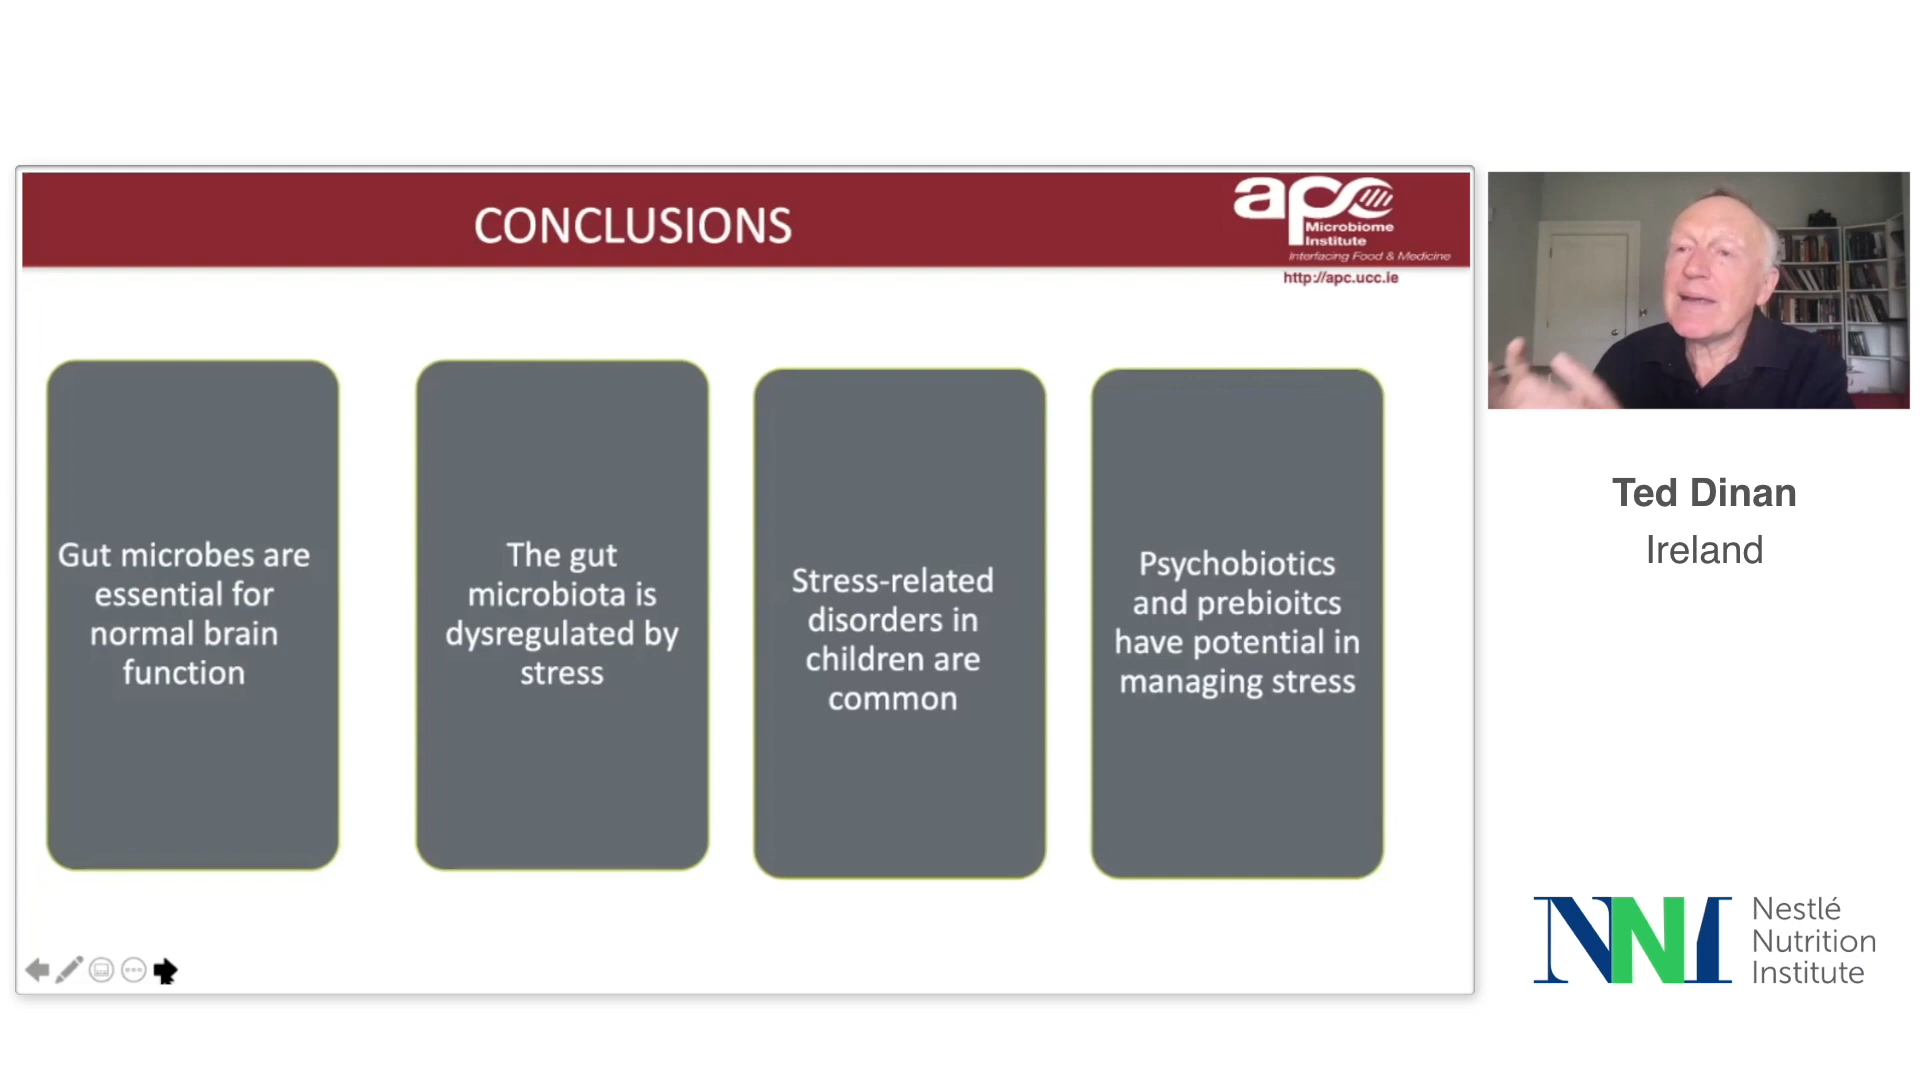 CONCLUSIONS
apc
Microbiome
Institute
Interfacing Food & Medicine
http://apc.ucc.ie
Gut microbes are
essential for
normal brain
function
The gut
microbiota is
dysregulated by
stress
Stress-related
disorders in
children are
common
Psychobiotics
and prebioitcs
have potential in
managing stress
Ted Dinan
Ireland
NNI
Nestlé
Nutrition
Institute